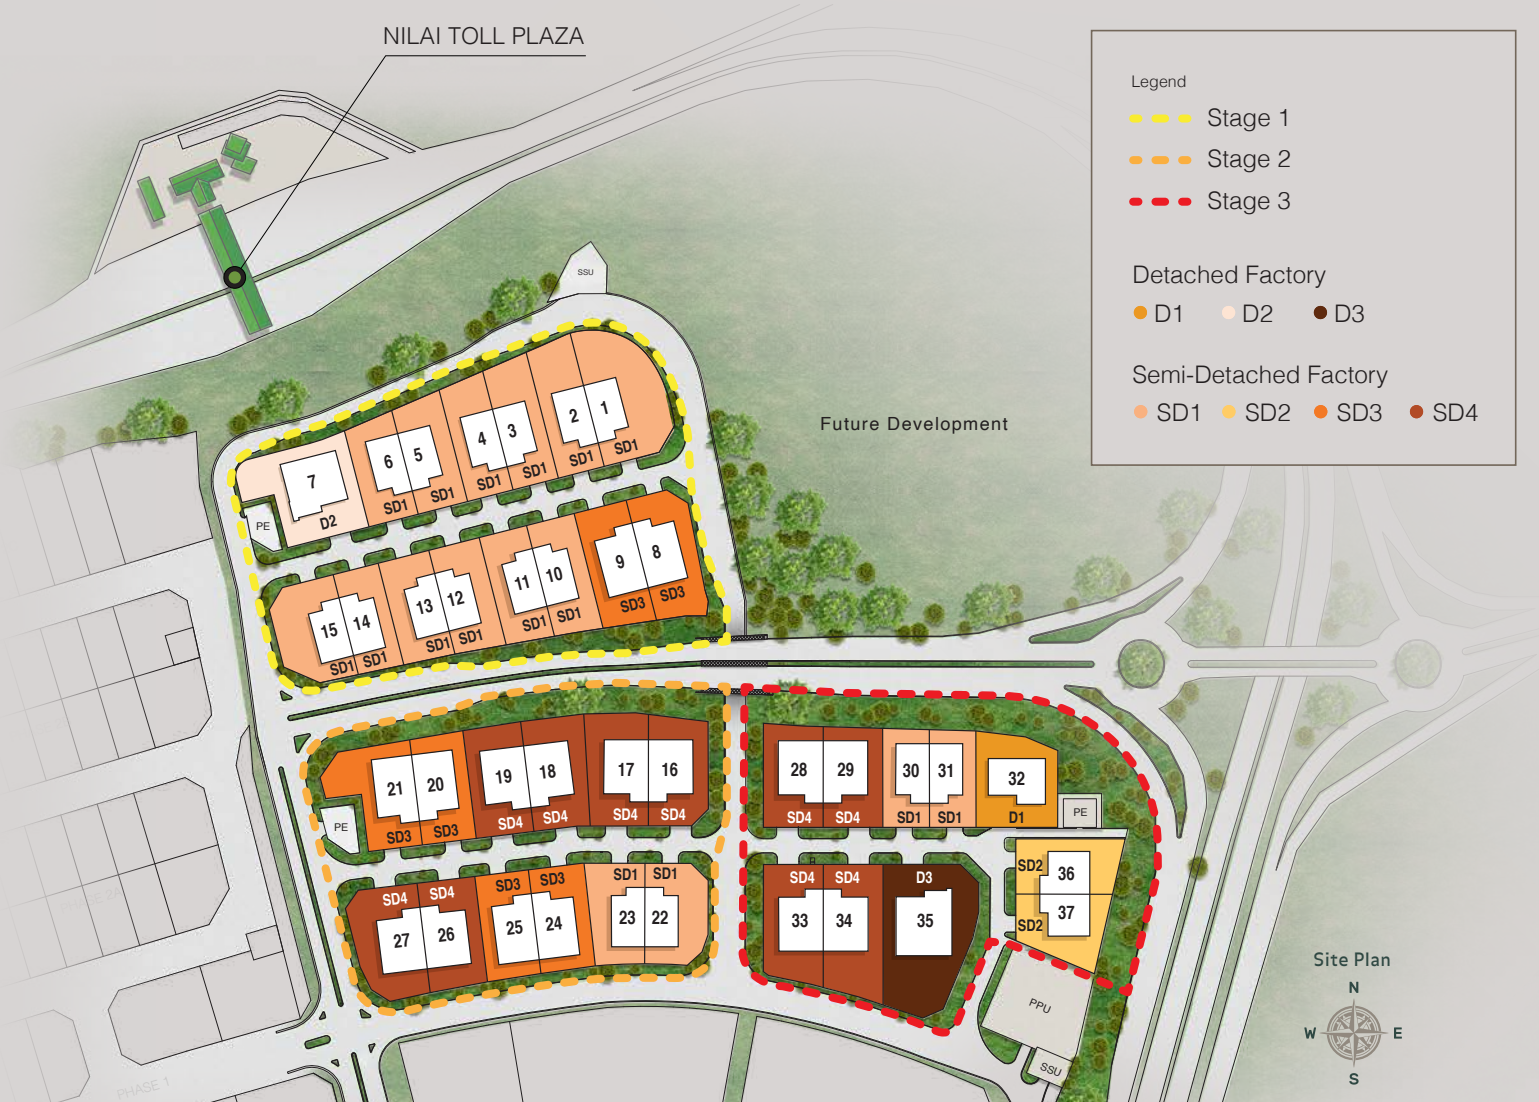 NILAI TOLL PLAZA
Legend
Stage 1
Stage 2
Stage 3
Detached Factory
D1 D2 D3
Semi-Detached Factory
SD1 SD2 SD3 SD4
SSU
Future Development
2 1
SD1 SD1
4 3
SD1 SD1
6 5
SD1 SD1
7
D2
PE
9 8
SD3 SD3
11 10
SD1 SD1
13 12
SD1 SD1
15 14
SD1 SD1
21 20
SD3 SD3
19 18
SD4 SD4
17 16
SD4 SD4
PE
28 29
SD4 SD4
30 31
SD1 SD1
32
D1
PE
SD4 SD4
27 26
SD3 SD3
25 24
SD1 SD1
23 22
SD4 SD4
33 34
D3
35
SD2 36
37
SD2
PPU
SSU
PHASE 2A
PHASE 1
Site Plan
N
W E
S